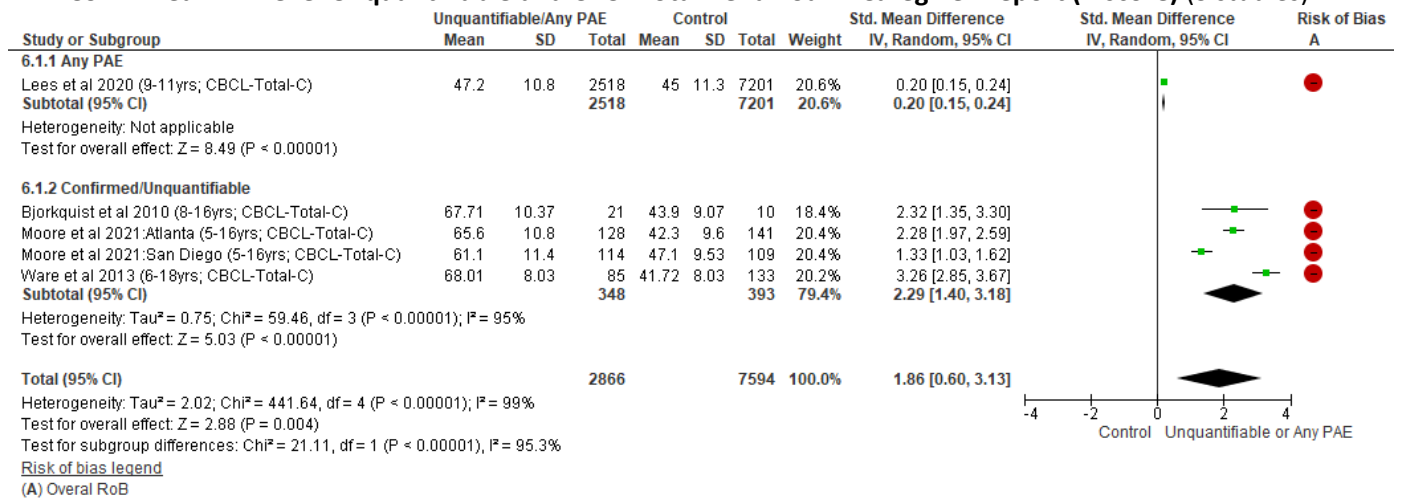 Unquantifiable/Any PAE Control Std. Mean Difference Std. Mean Difference Risk of Bias
Study or Subgroup Mean SD Total Mean SD Total Weight IV, Random, 95% CI IV, Random, 95% CI A
6.1.1 Any PAE
Lees et al 2020 (9-11yrs; CBCL-Total-C) 47.2 10.8 2518 45 11.3 7201 20.6% 0.20 [0.15, 0.24]
Subtotal (95% CI) 2518 7201 20.6% 0.20 [0.15, 0.24]
Heterogeneity: Not applicable
Test for overall effect: Z = 8.49 (P < 0.00001)
6.1.2 Confirmed/Unquantifiable
Bjorkquist et al 2010 (8-16yrs; CBCL-Total-C) 67.71 10.37 21 43.9 9.07 10 18.4% 2.32 [1.35, 3.30]
Moore et al 2021:Atlanta (5-16yrs; CBCL-Total-C) 65.6 10.8 128 42.3 9.6 141 20.4% 2.28 [1.97, 2.59]
Moore et al 2021:San Diego (5-16yrs; CBCL-Total-C) 61.1 11.4 114 47.1 9.53 109 20.4% 1.33 [1.03, 1.62]
Ware et al 2013 (6-18yrs; CBCL-Total-C) 68.01 8.03 85 41.72 8.03 133 20.2% 3.26 [2.85, 3.67]
Subtotal (95% CI) 348 393 79.4% 2.29 [1.40, 3.18]
Heterogeneity: Tau² = 0.75; Chi² = 59.46, df = 3 (P < 0.00001); I² = 95%
Test for overall effect: Z = 5.03 (P < 0.00001)
Total (95% CI) 2866 7594 100.0% 1.86 [0.60, 3.13]
Heterogeneity: Tau² = 2.02; Chi² = 441.64, df = 4 (P < 0.00001); I² = 99%
Test for overall effect: Z = 2.88 (P = 0.004)
Test for subgroup differences: Chi² = 21.11, df = 1 (P < 0.00001), I² = 95.3%
-4 -2 0 2 4
Control Unquantifiable or Any PAE
Risk of bias legend
(A) Overal RoB